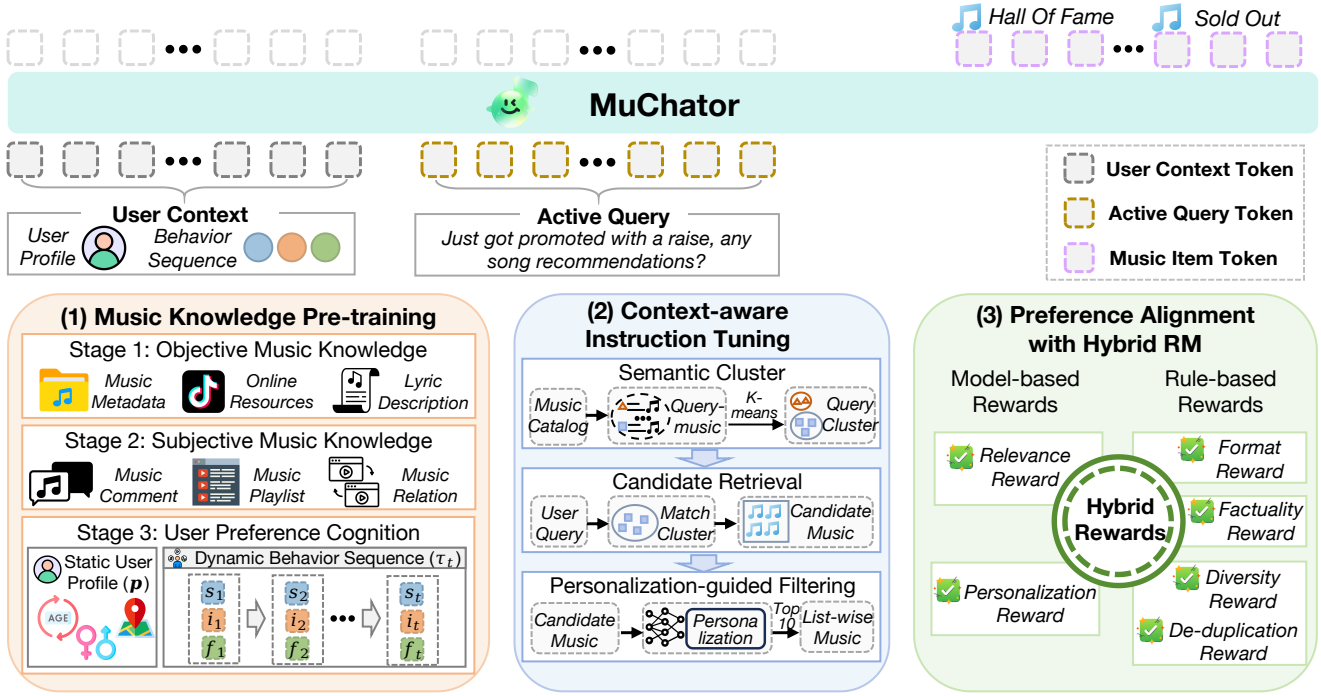 Hall Of Fame
Sold Out
MuChator
User Context
User Profile
Behavior Sequence
Active Query
Just got promoted with a raise, any
song recommendations?
User Context Token
Active Query Token
Music Item Token
(1) Music Knowledge Pre-training
Stage 1: Objective Music Knowledge
Music
Metadata
Online
Resources
Lyric
Description
Stage 2: Subjective Music Knowledge
Music
Comment
Music
Playlist
Music
Relation
Stage 3: User Preference Cognition
Static User
Profile (p)
AGE
Dynamic Behavior Sequence (τt)
s1
s2
st
i1
i2
it
f1
f2
ft
(2) Context-aware
Instruction Tuning
Semantic Cluster
Music
Catalog
Query-
music
K-
means
Query
Cluster
Candidate Retrieval
User
Query
Match
Cluster
Candidate
Music
Personalization-guided Filtering
Candidate
Music
Persona
lization
Top
10
List-wise
Music
(3) Preference Alignment
with Hybrid RM
Model-based
Rewards
Rule-based
Rewards
Relevance
Reward
Personalization
Reward
Hybrid
Rewards
Format
Reward
Factuality
Reward
Diversity
Reward
De-duplication
Reward